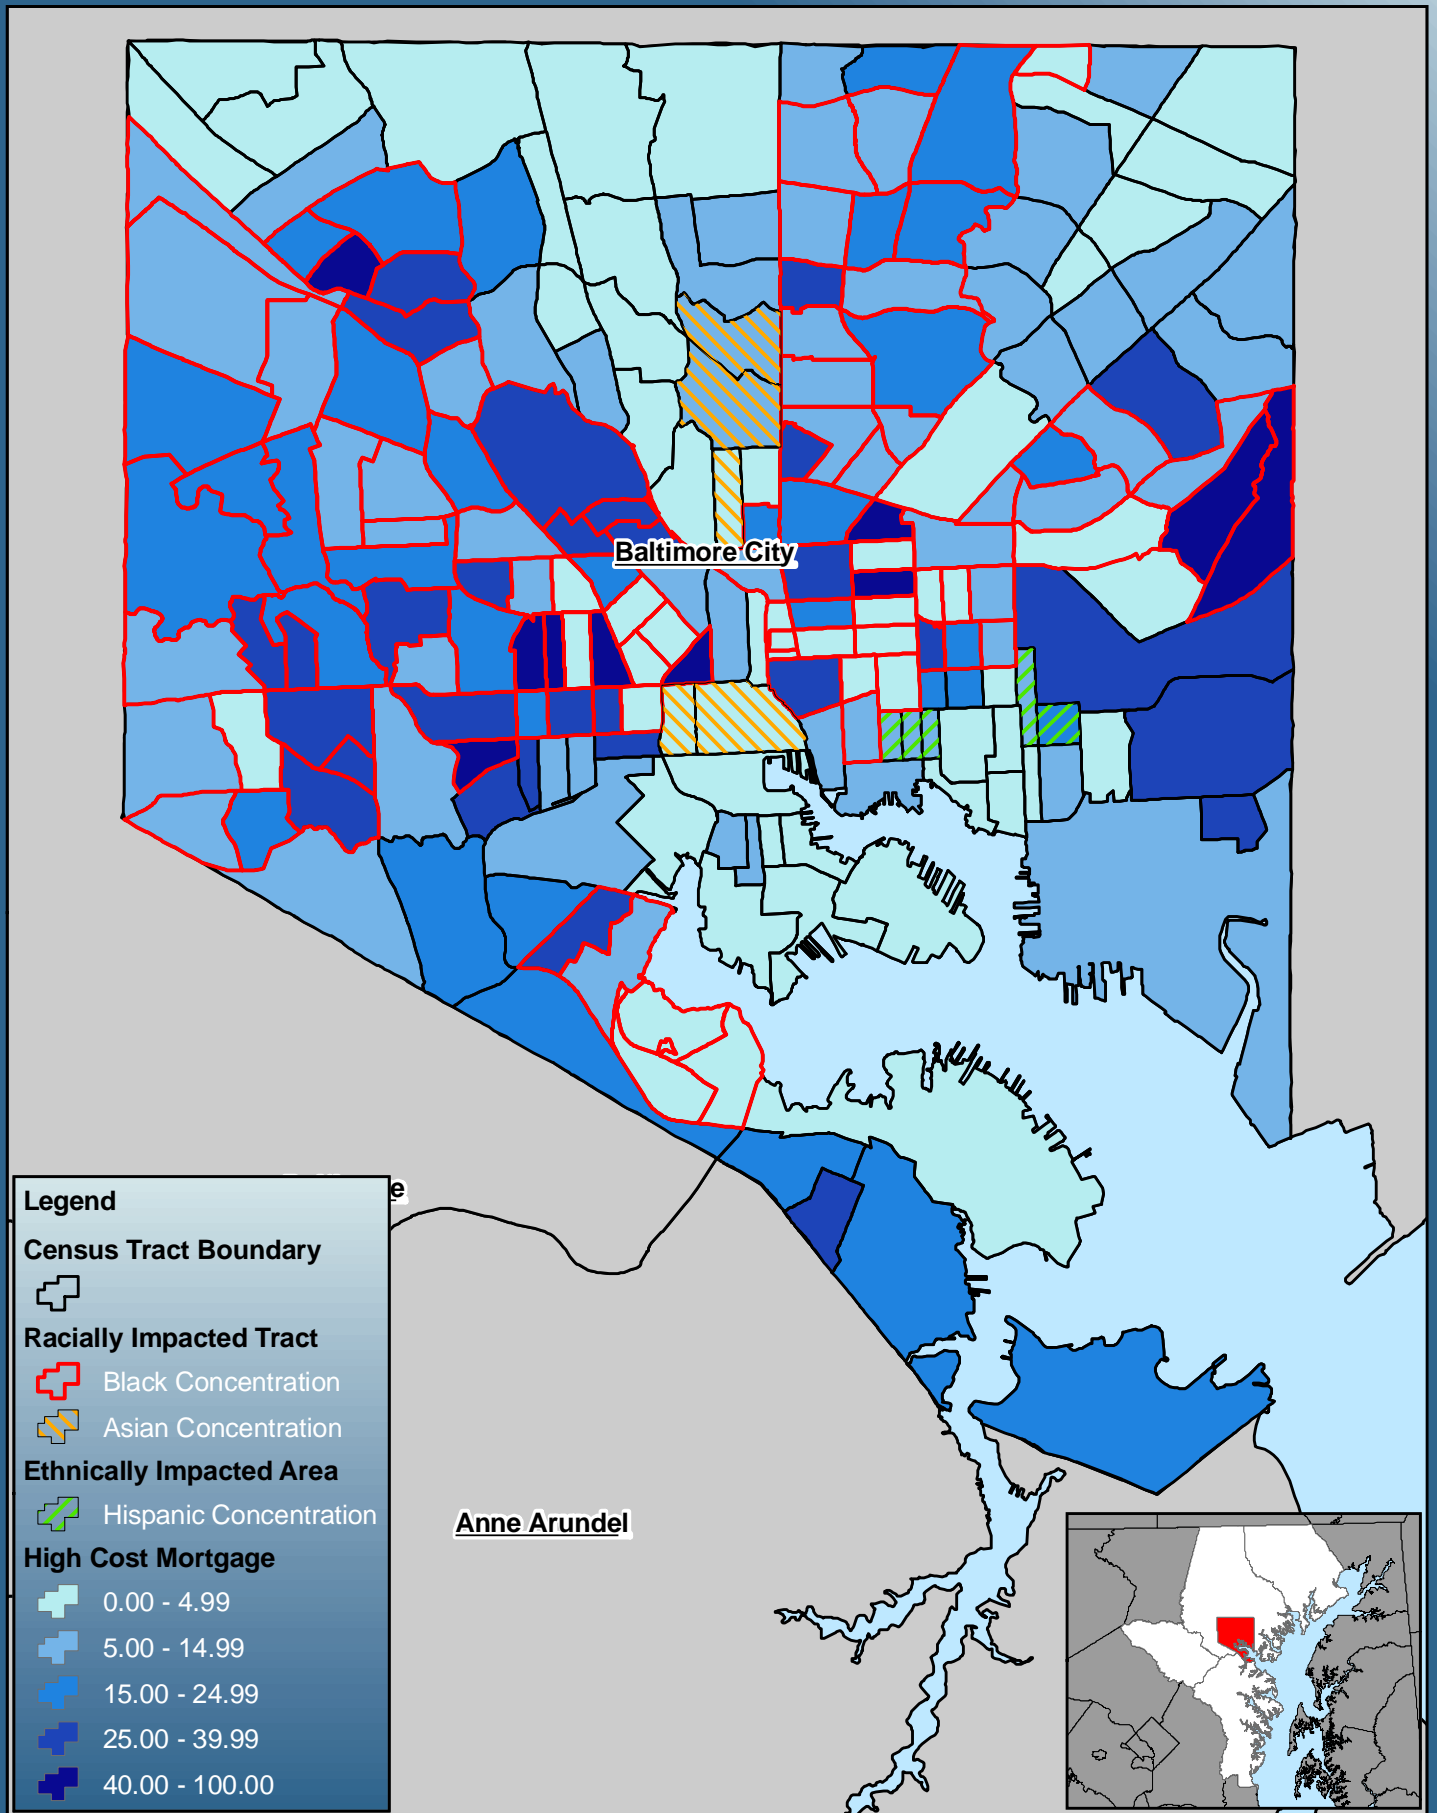 Baltimore City
e
Legend
Census Tract Boundary
Racially Impacted Tract
Black Concentration
Asian Concentration
Ethnically Impacted Area
Hispanic Concentration
High Cost Mortgage
0.00 - 4.99
5.00 - 14.99
15.00 - 24.99
25.00 - 39.99
40.00 - 100.00
Anne Arundel